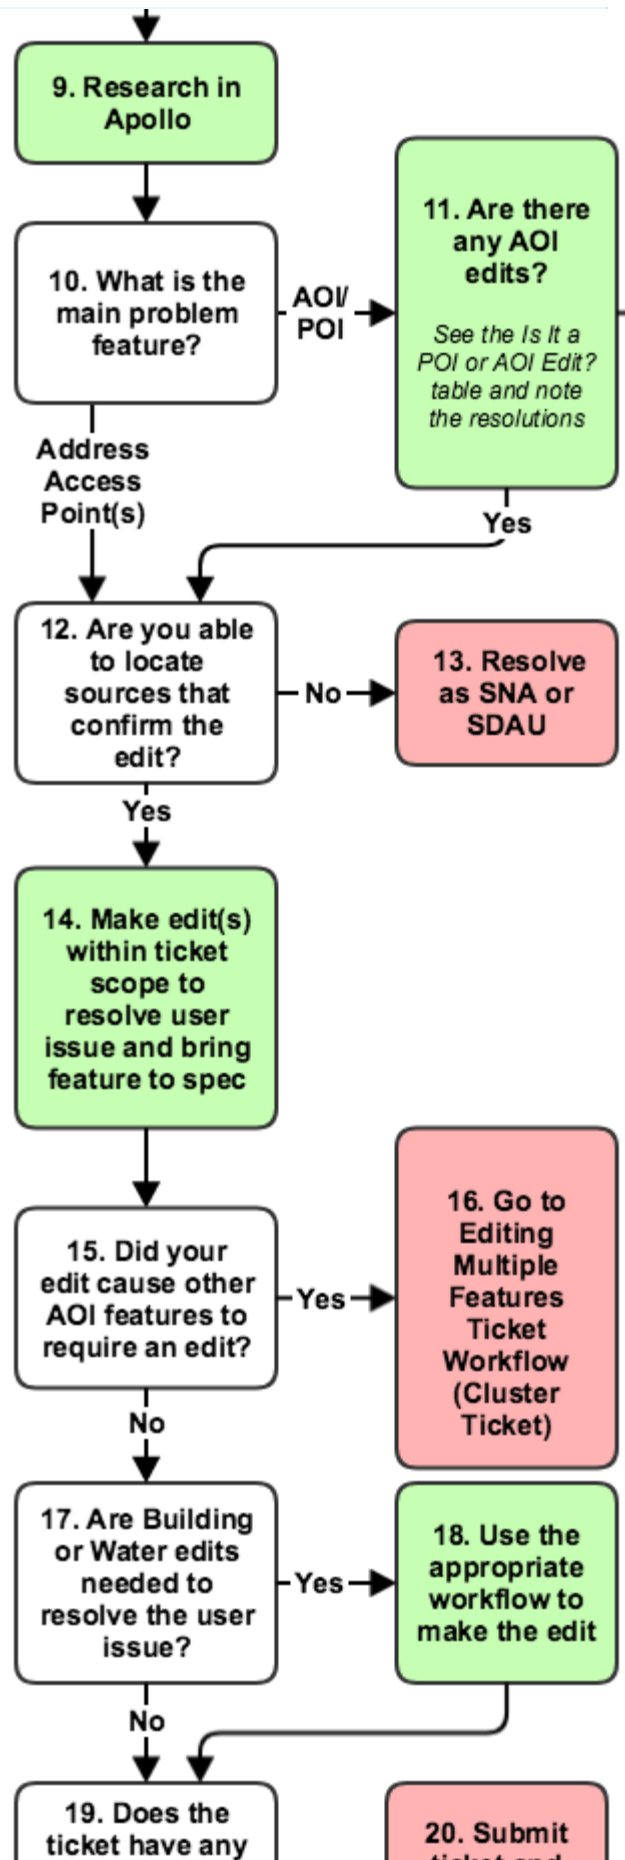 9. Research in
Apollo
10. What is the
main problem
feature?
AOI/
POI
11. Are there
any AOI
edits?
See the Is It a
POI or AOI Edit?
table and note
the resolutions
Address
Access
Point(s)
Yes
12. Are you able
to locate
sources that
confirm the
edit?
No
13. Resolve
as SNA or
SDAU
Yes
14. Make edit(s)
within ticket
scope to
resolve user
issue and bring
feature to spec
15. Did your
edit cause other
AOI features to
require an edit?
Yes
16. Go to
Editing
Multiple
Features
Ticket
Workflow
(Cluster
Ticket)
No
17. Are Building
or Water edits
needed to
resolve the user
issue?
Yes
18. Use the
appropriate
workflow to
make the edit
No
19. Does the
ticket have any
20. Submit
ticket and